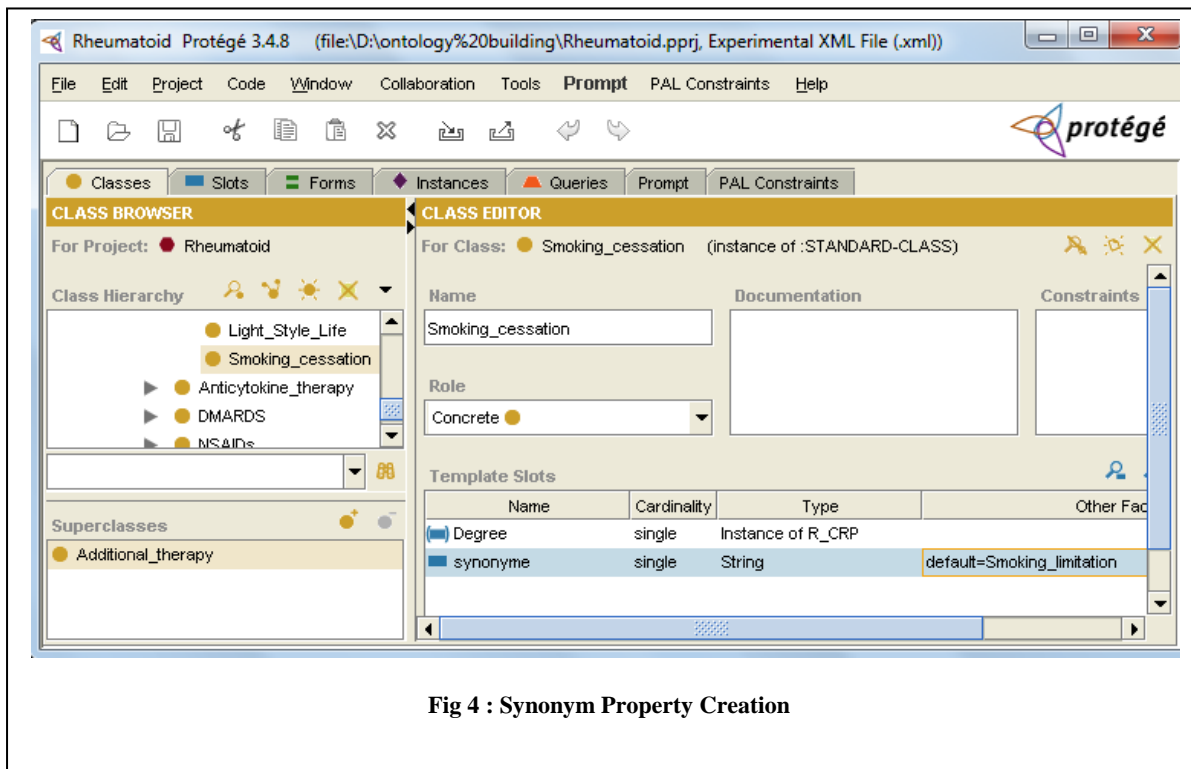 Rheumatoid Protégé 3.4.8 (file:\D:\ontology%20building\Rheumatoid.pprj, Experimental XML File (.xml))
File Edit Project Code Window Collaboration Tools Prompt PAL Constraints Help
protégé
Classes Slots Forms Instances Queries Prompt PAL Constraints
CLASS BROWSER
CLASS EDITOR
For Project: Rheumatoid
For Class: Smoking_cessation (instance of :STANDARD-CLASS)
Class Hierarchy
Name Documentation Constraints
Light_Style_Life
Smoking_cessation
Smoking_cessation
Anticytokine_therapy
Role
DMARDS
Concrete
NSAIDs
Template Slots
Name Cardinality Type Other Fac
Superclasses
Degree single Instance of R_CRP
Additional_therapy
synonyme single String default=Smoking_limitation
Fig 4 : Synonym Property Creation